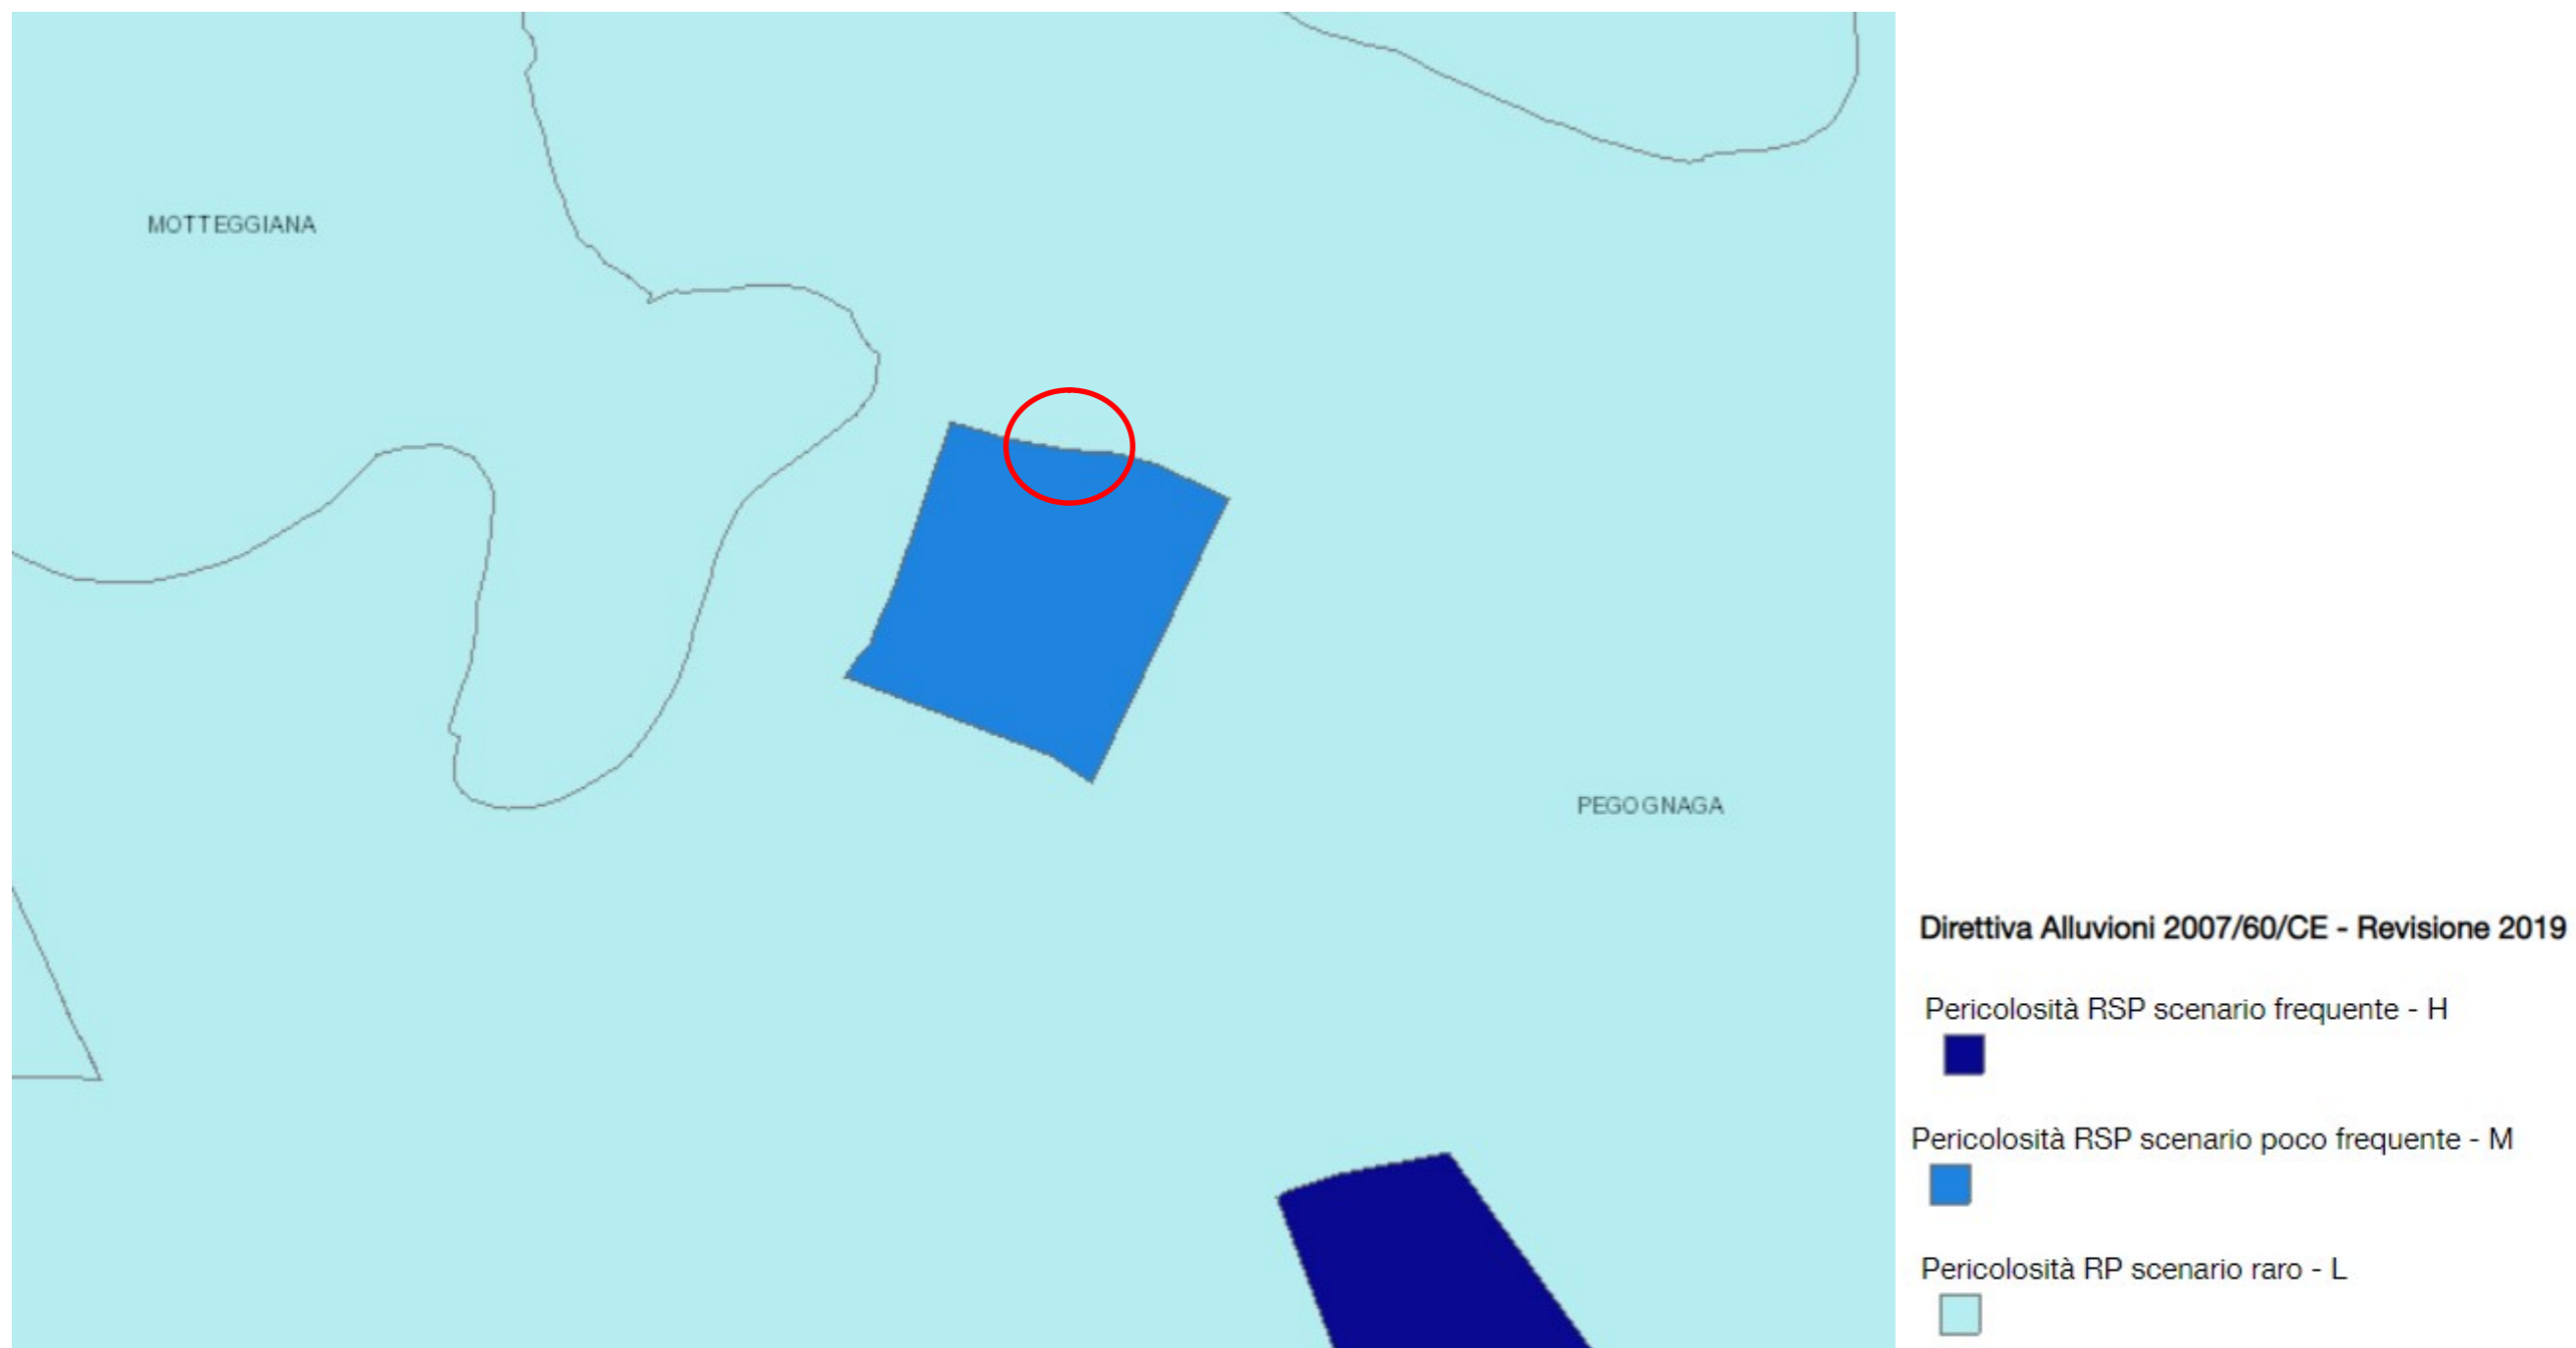 MOTTEGGIANA
PEGOGNAGA
Direttiva Alluvioni 2007/60/CE - Revisione 2019
Pericolosità RSP scenario frequente - H
Pericolosità RSP scenario poco frequente - M
Pericolosità RP scenario raro - L